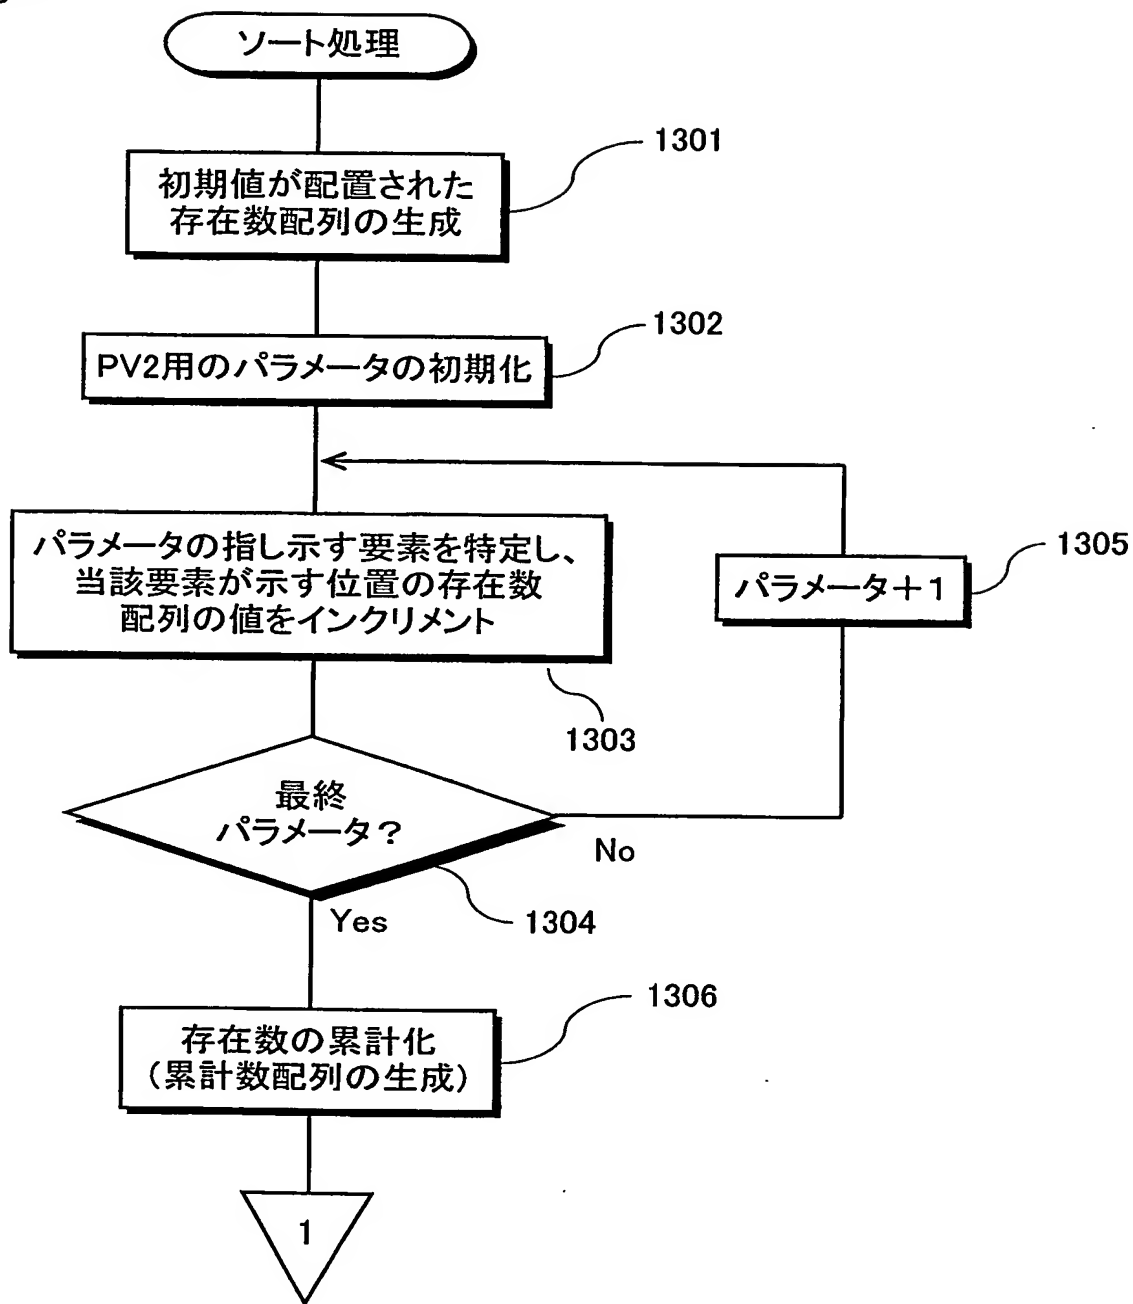 ソート処理
1301
初期値が配置された
存在数配列の生成
1302
PV2用のパラメータの初期化
パラメータの指し示す要素を特定し、
当該要素が示す位置の存在数
配列の値をインクリメント
1305
パラメータ+1
1303
最終
パラメータ?
No
1304
Yes
1306
存在数の累計化
(累計数配列の生成)
1